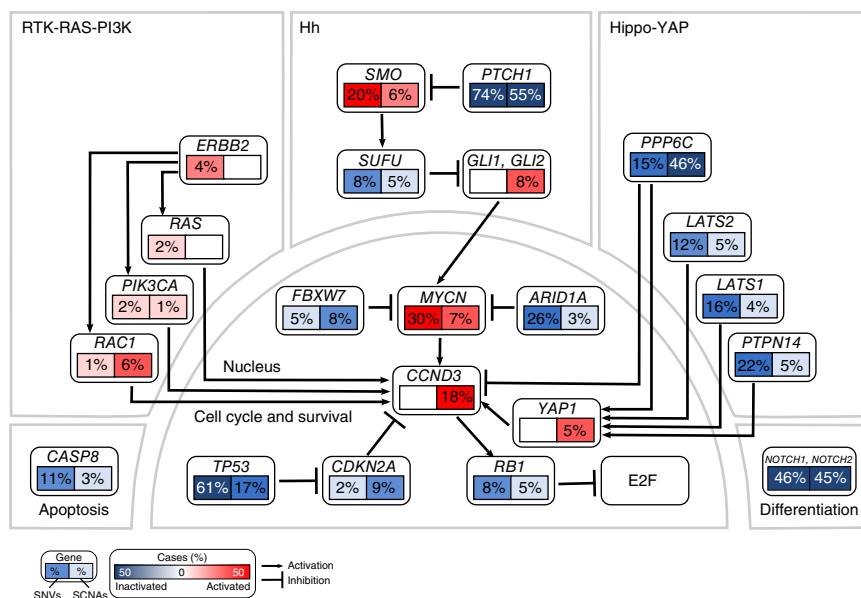 RTK-RAS-PI3K
Hh
Hippo-YAP
SMO
20% 6%
PTCH1
74% 55%
ERBB2
4%
SUFU
8% 5%
GLI1, GLI2
8%
PPP6C
15% 46%
RAS
2%
LATS2
12% 5%
PIK3CA
2% 1%
FBXW7
5% 8%
MYCN
30% 7%
ARID1A
26% 3%
LATS1
16% 4%
RAC1
1% 6%
PTPN14
22% 5%
Nucleus
CCND3
18%
Cell cycle and survival
YAP1
5%
CASP8
11% 3%
Apoptosis
TP53
61% 17%
CDKN2A
2% 9%
RB1
8% 5%
E2F
NOTCH1, NOTCH2
46% 45%
Differentiation
Gene
% %
SNVs SCNAs
Cases (%)
50 0 50
Inactivated Activated
Activation
Inhibition